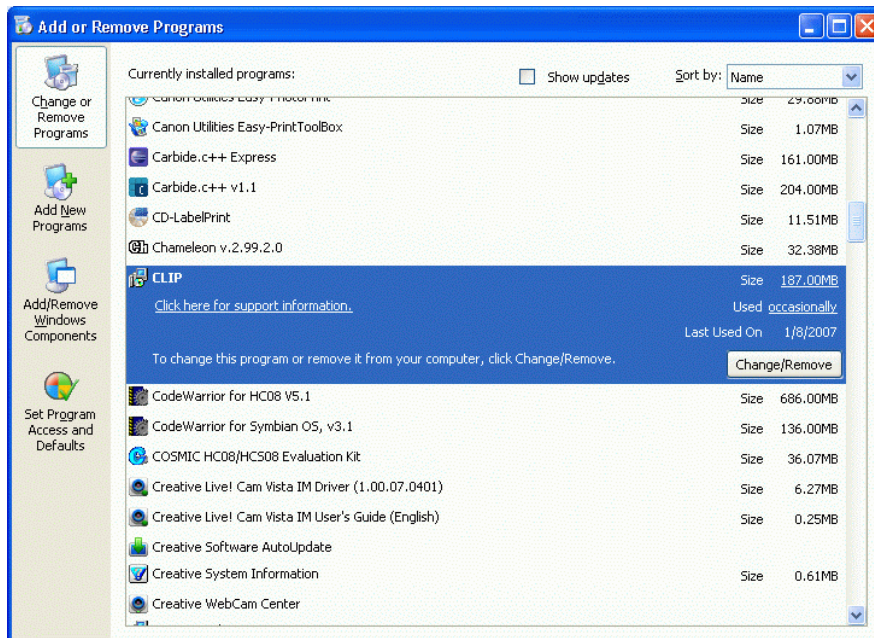 Add or Remove Programs
Change or
Remove
Programs
Add New
Programs
Add/Remove
Windows
Components
Set Program
Access and
Defaults
Currently installed programs:
Show updates
Sort by: Name
Canon Utilities Easy-PhotoPrint Size 29.88MB
Canon Utilities Easy-PrintToolBox Size 1.07MB
Carbide.c++ Express Size 161.00MB
Carbide.c++ v1.1 Size 204.00MB
CD-LabelPrint Size 11.51MB
Chameleon v.2.99.2.0 Size 32.38MB
CLIP Size 187.00MB
Click here for support information. Used occasionally
Last Used On 1/8/2007
To change this program or remove it from your computer, click Change/Remove. Change/Remove
CodeWarrior for HC08 V5.1 Size 686.00MB
CodeWarrior for Symbian OS, v3.1 Size 136.00MB
COSMIC HC08/HCS08 Evaluation Kit Size 36.07MB
Creative Live! Cam Vista IM Driver (1.00.07.0401) Size 6.27MB
Creative Live! Cam Vista IM User's Guide (English) Size 0.25MB
Creative Software AutoUpdate
Creative System Information Size 0.61MB
Creative WebCam Center